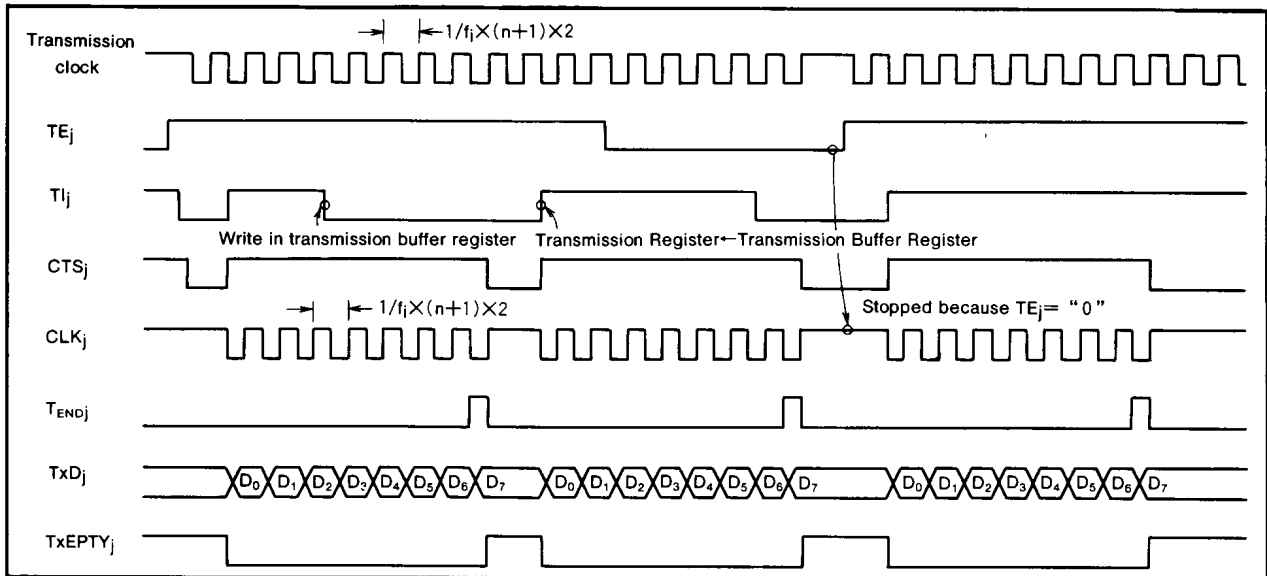 Transmission
clock
1/fⱼ×(n+1)×2
TEⱼ
TIⱼ
Write in transmission buffer register
Transmission Register←Transmission Buffer Register
CTSⱼ
1/fⱼ×(n+1)×2
Stopped because TEⱼ= “0”
CLKⱼ
TENDj
TxDⱼ
D₀ D₁ D₂ D₃ D₄ D₅ D₆ D₇ D₀ D₁ D₂ D₃ D₄ D₅ D₆ D₇ D₀ D₁ D₂ D₃ D₄ D₅ D₆ D₇
TxEPTYⱼ